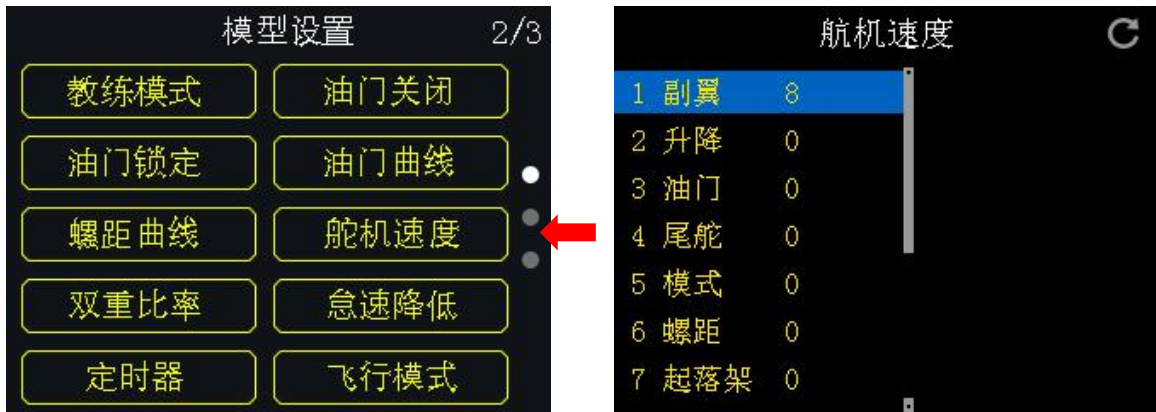 模型设置 2/3
教练模式 油门关闭
油门锁定 油门曲线
螺距曲线 舵机速度
双重比率 怠速降低
定时器 飞行模式
航机速度
1 副翼 8
2 升降 0
3 油门 0
4 尾舵 0
5 模式 0
6 螺距 0
7 起落架 0